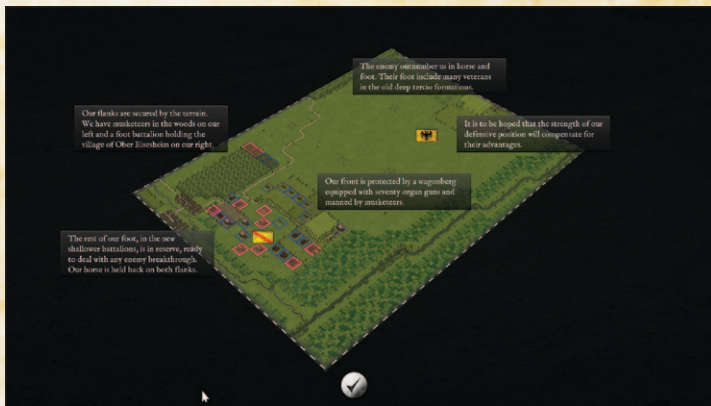 The enemy outnumber us in horse and
foot. Their foot include many veterans
in the old deep tercio formations.
Our flanks are secured by the terrain.
We have musketeers in the woods on our
left and a foot battalion holding the
village of Ober Eisesheim on our right.
It is to be hoped that the strength of our
defensive position will compensate for
their advantages.
Our front is protected by a wagonberg
equipped with seventy organ guns and
manned by musketeers.
The rest of our foot, in the new
shallower battalions, is in reserve, ready
to deal with any enemy breakthrough.
Our horse is held back on both flanks.